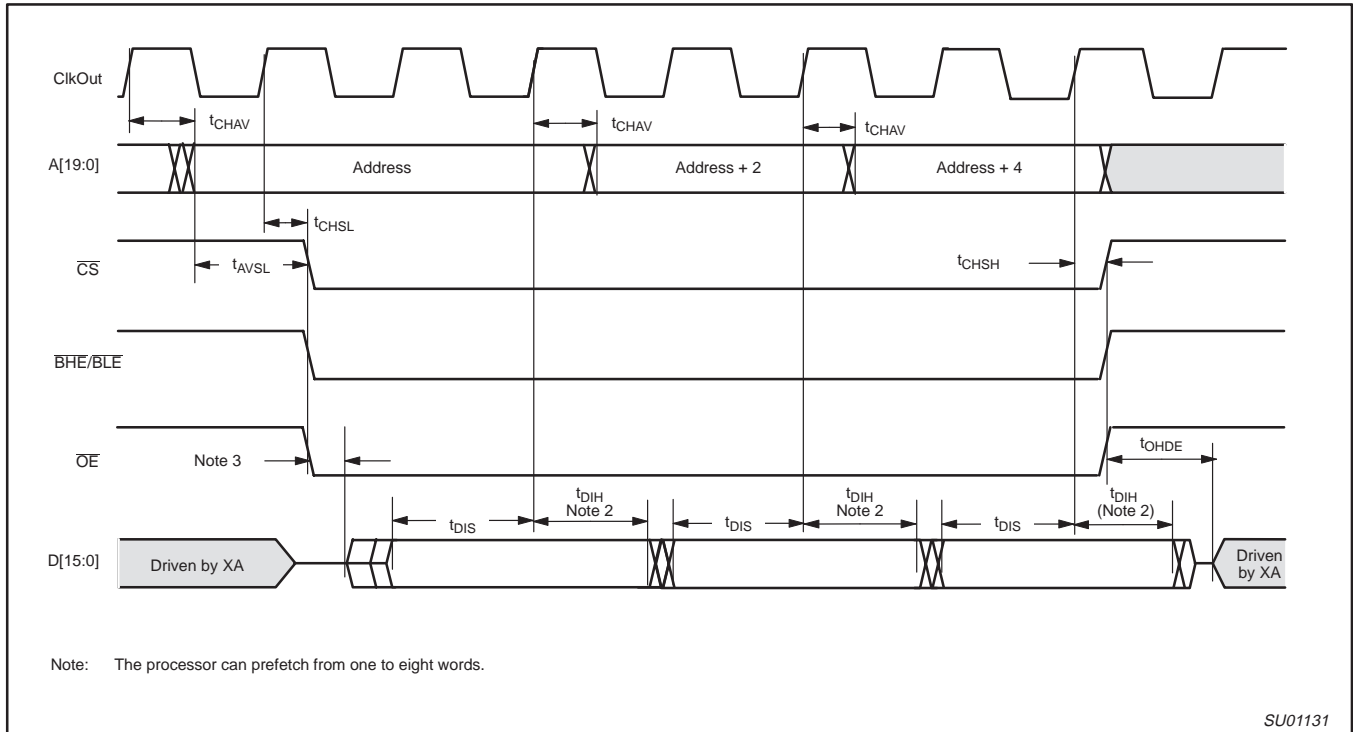 ClkOut
tCHAV
tCHAV
tCHAV
A[19:0]
Address
Address + 2
Address + 4
tCHSL
CS
tAVSL
tCHSH
BHE/BLE
OE
Note 3
tOHDE
tDIS
tDIH
Note 2
tDIS
tDIH
Note 2
tDIS
tDIH
(Note 2)
D[15:0]
Driven by XA
Driven
by XA
Note: The processor can prefetch from one to eight words.
SU01131